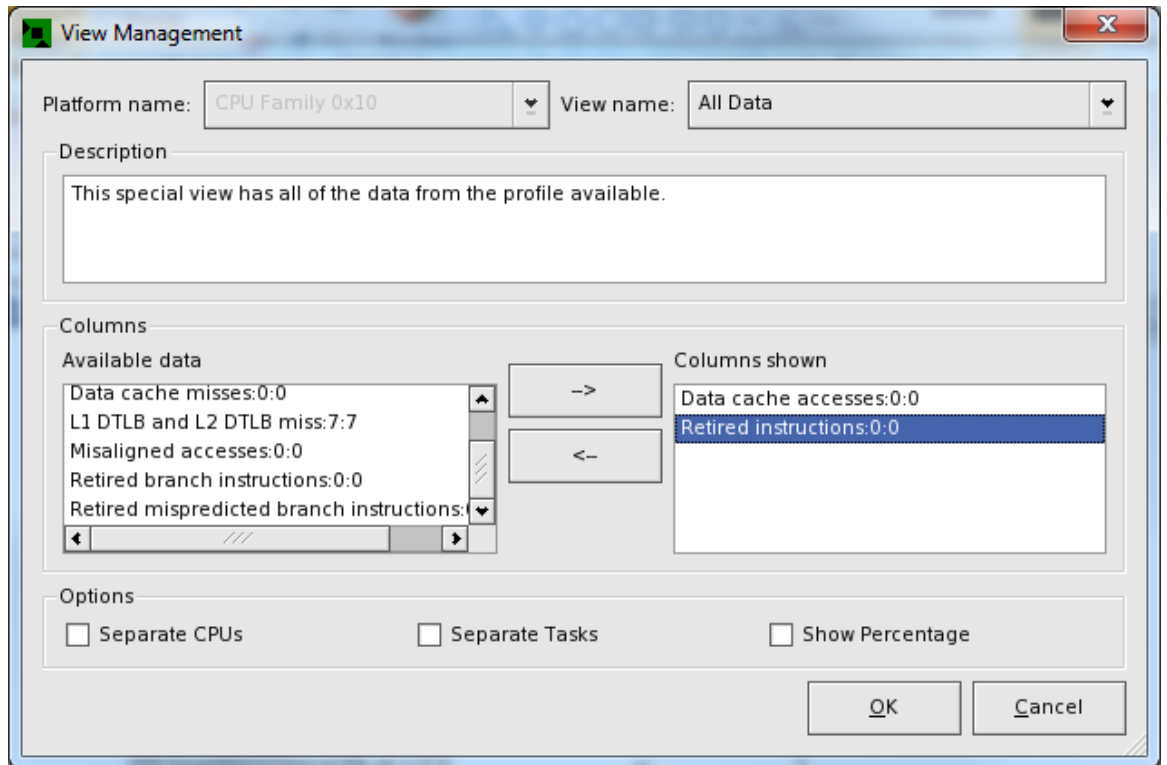 View Management
Platform name: CPU Family 0x10 View name: All Data
Description
This special view has all of the data from the profile available.
Columns
Available data
Data cache misses:0:0
L1 DTLB and L2 DTLB miss:7:7
Misaligned accesses:0:0
Retired branch instructions:0:0
Retired mispredicted branch instructions:
-->
<--
Columns shown
Data cache accesses:0:0
Retired instructions:0:0
Options
Separate CPUs Separate Tasks Show Percentage
OK Cancel